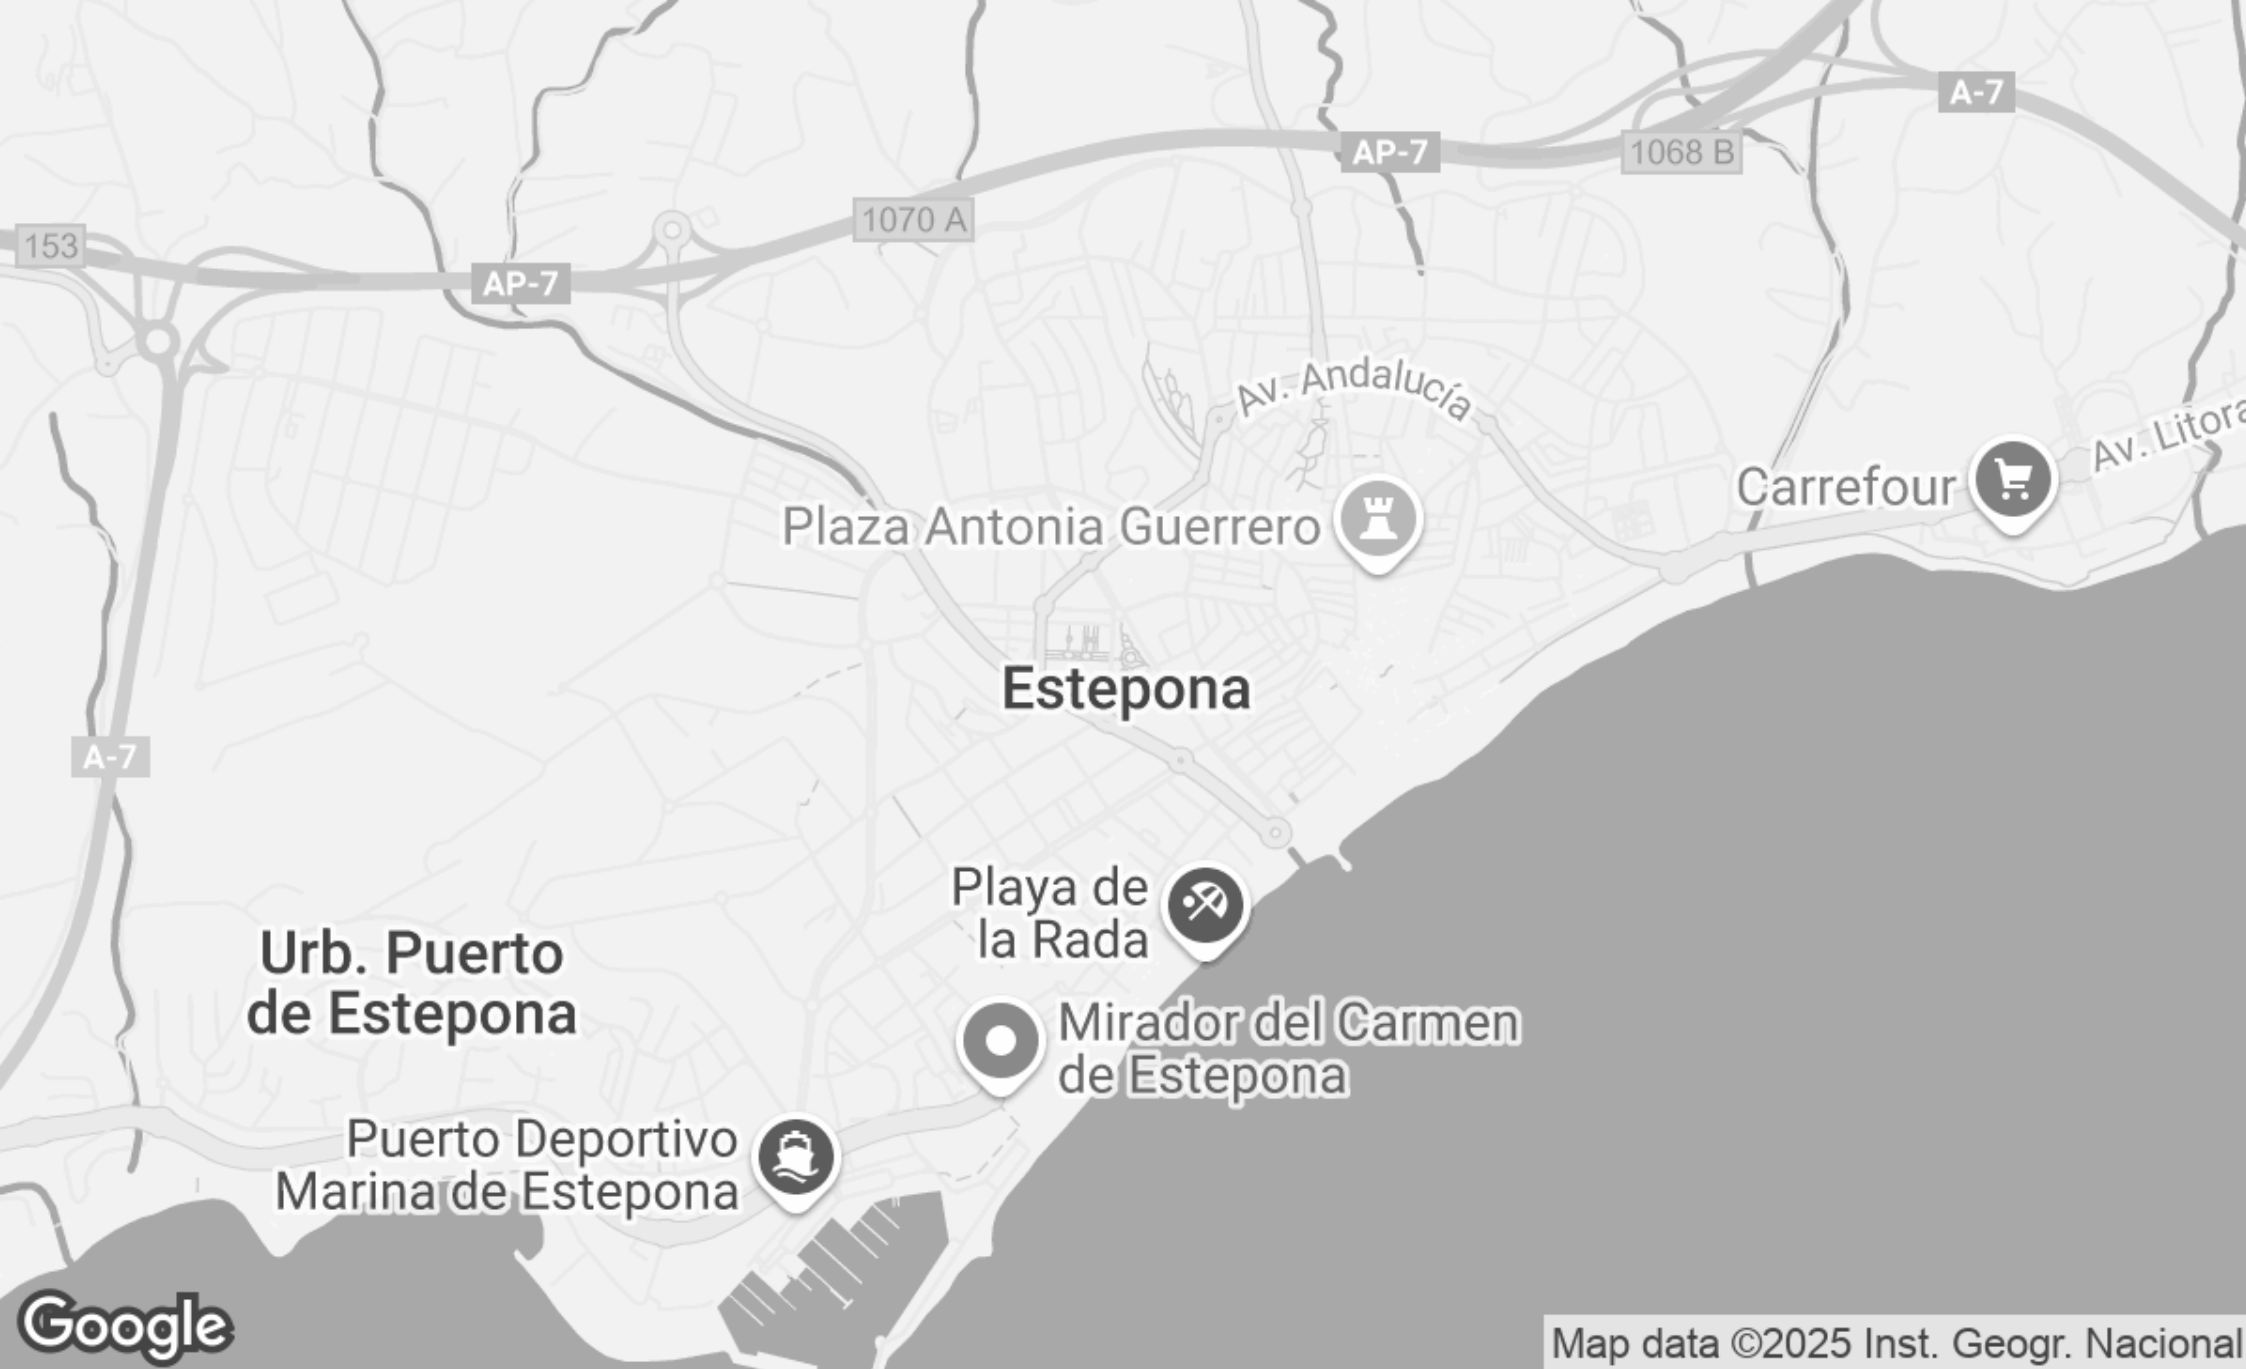 A-7
AP-7
1068 B
1070 A
153
AP-7
Av. Andalucía
Av. Litora
Carrefour
Plaza Antonia Guerrero
Estepona
A-7
Playa de
la Rada
Urb. Puerto
de Estepona
Mirador del Carmen
de Estepona
Puerto Deportivo
Marina de Estepona
Google
Map data ©2025 Inst. Geogr. Nacional